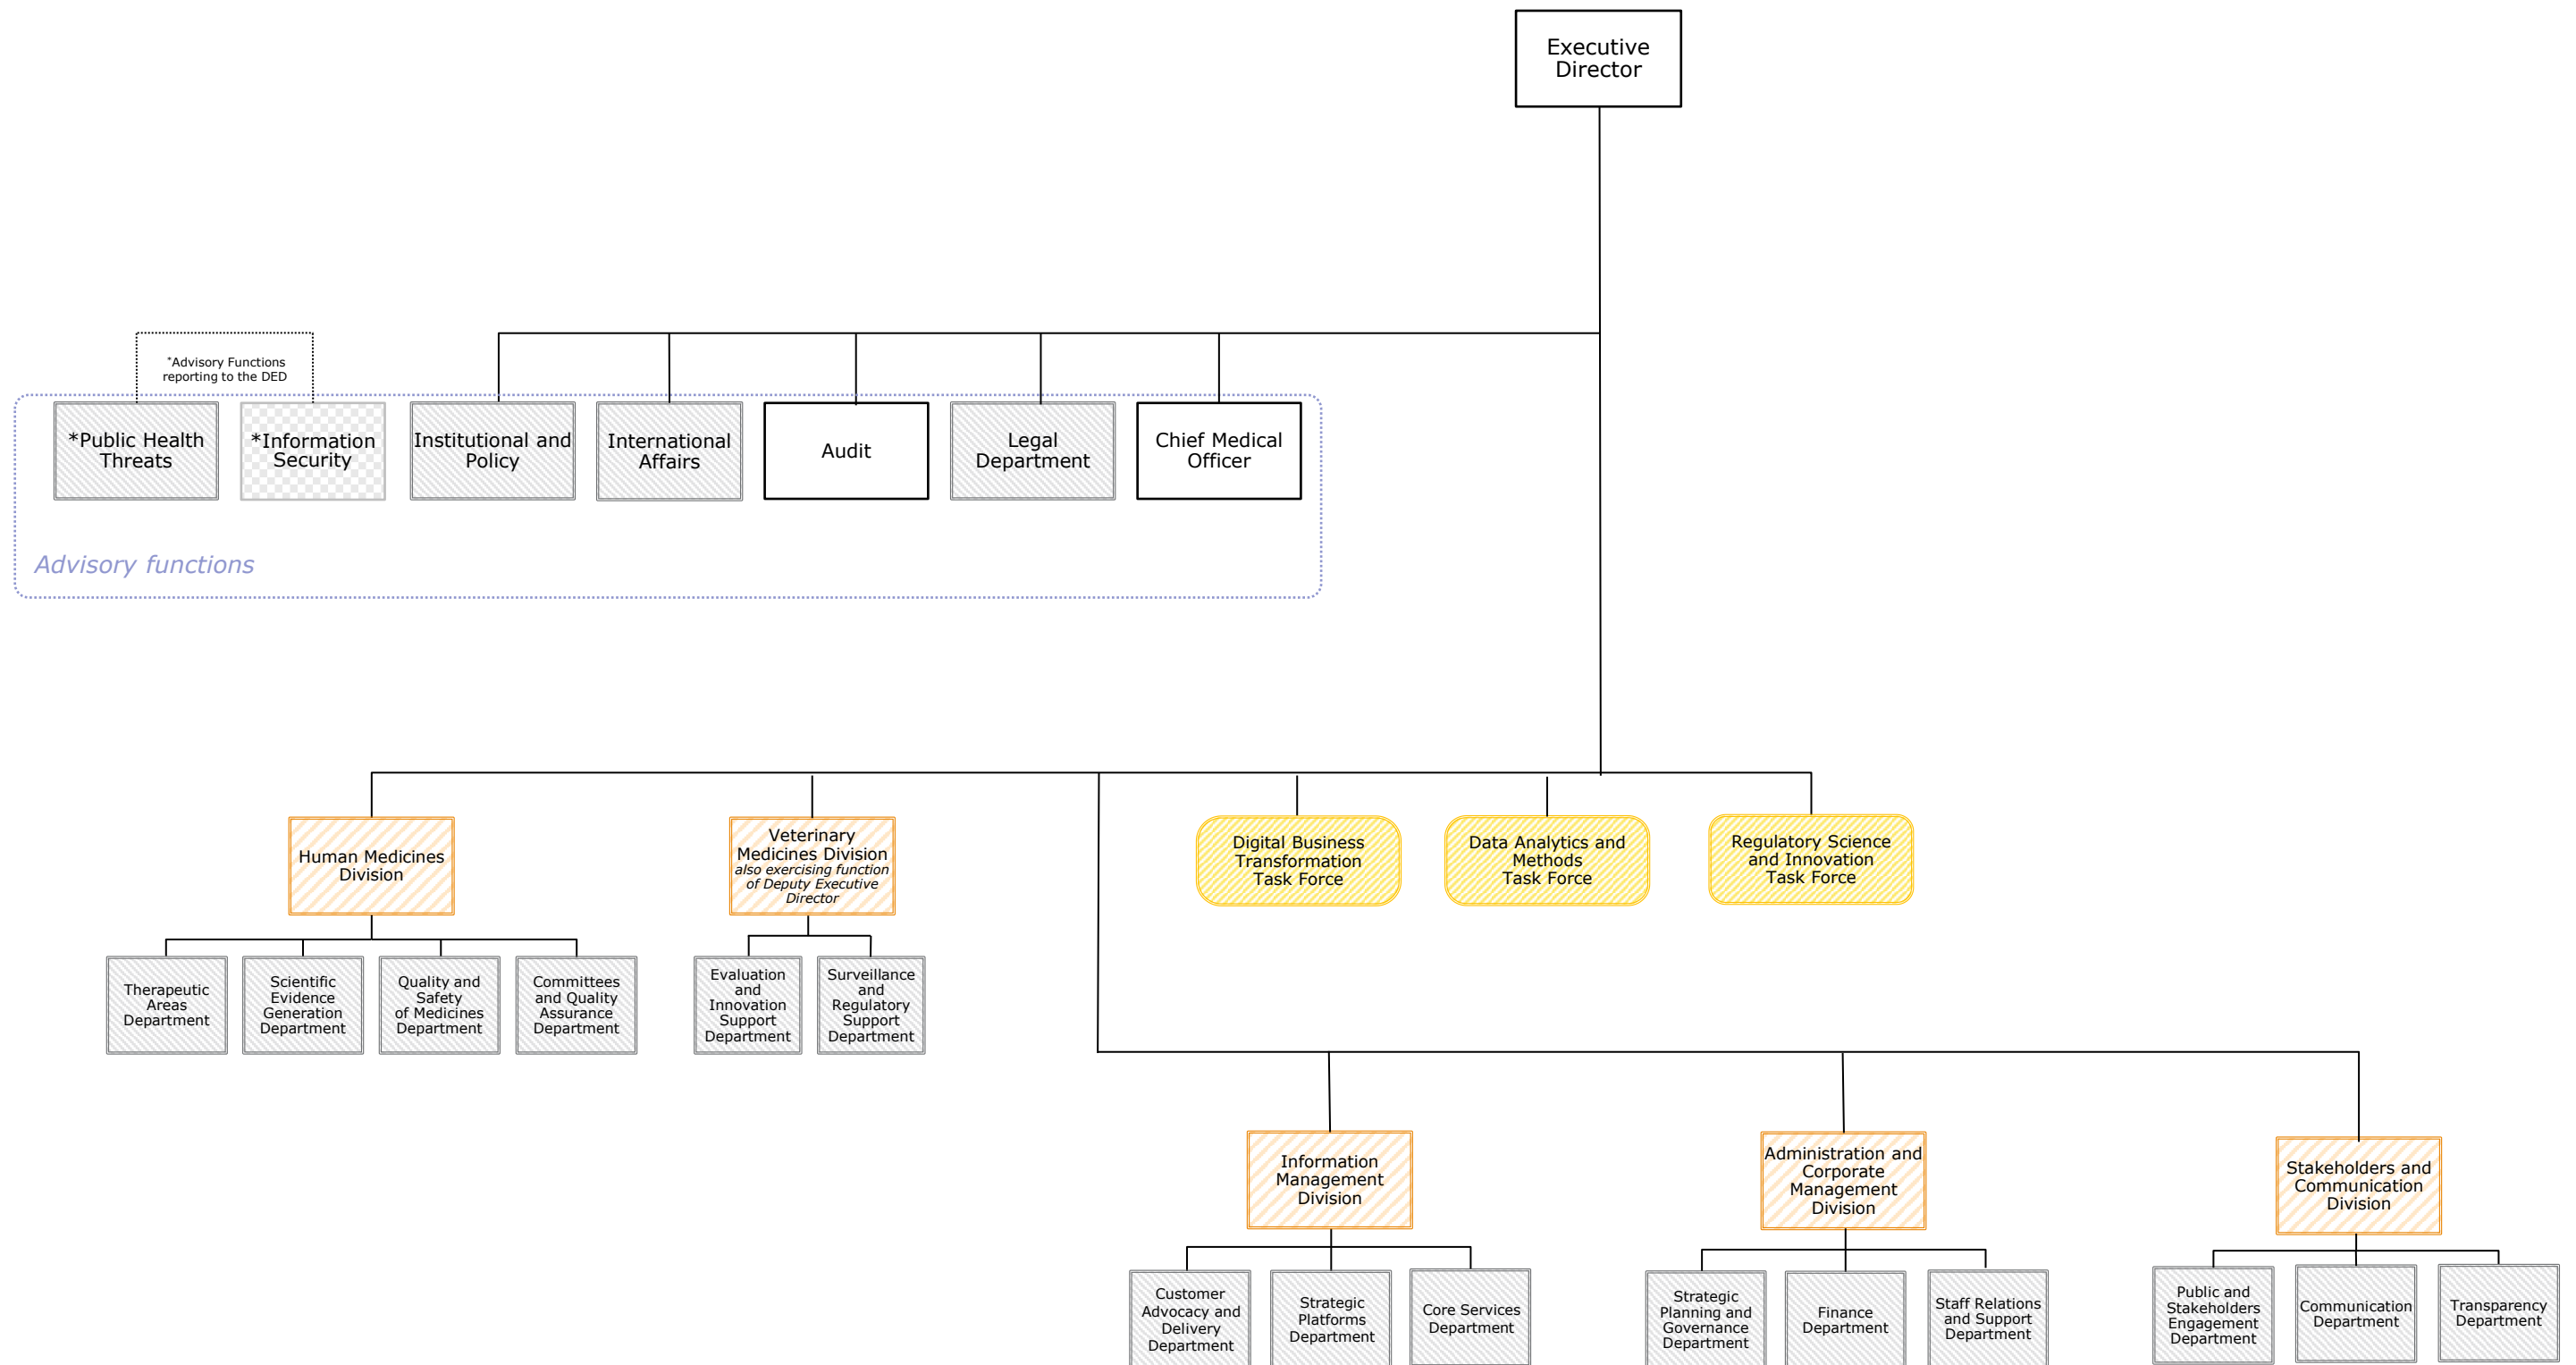 Executive
Director
*Advisory Functions
reporting to the DED
*Public Health
Threats
*Information
Security
Institutional and
Policy
International
Affairs
Audit
Legal
Department
Chief Medical
Officer
Advisory functions
Human Medicines
Division
Veterinary
Medicines Division
also exercising function
of Deputy Executive
Director
Digital Business
Transformation
Task Force
Data Analytics and
Methods
Task Force
Regulatory Science
and Innovation
Task Force
Therapeutic
Areas
Department
Scientific
Evidence
Generation
Department
Quality and
Safety
of Medicines
Department
Committees
and Quality
Assurance
Department
Evaluation
and
Innovation
Support
Department
Surveillance
and
Regulatory
Support
Department
Information
Management
Division
Administration and
Corporate
Management
Division
Stakeholders and
Communication
Division
Customer
Advocacy and
Delivery
Department
Strategic
Platforms
Department
Core Services
Department
Strategic
Planning and
Governance
Department
Finance
Department
Staff Relations
and Support
Department
Public and
Stakeholders
Engagement
Department
Communication
Department
Transparency
Department